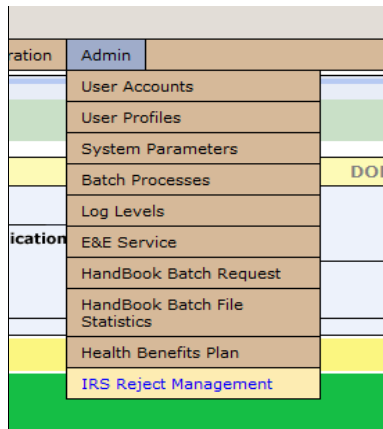 ration Admin
User Accounts
User Profiles
System Parameters
Batch Processes
DO
Log Levels
ication
E&E Service
HandBook Batch Request
HandBook Batch File
Statistics
Health Benefits Plan
IRS Reject Management